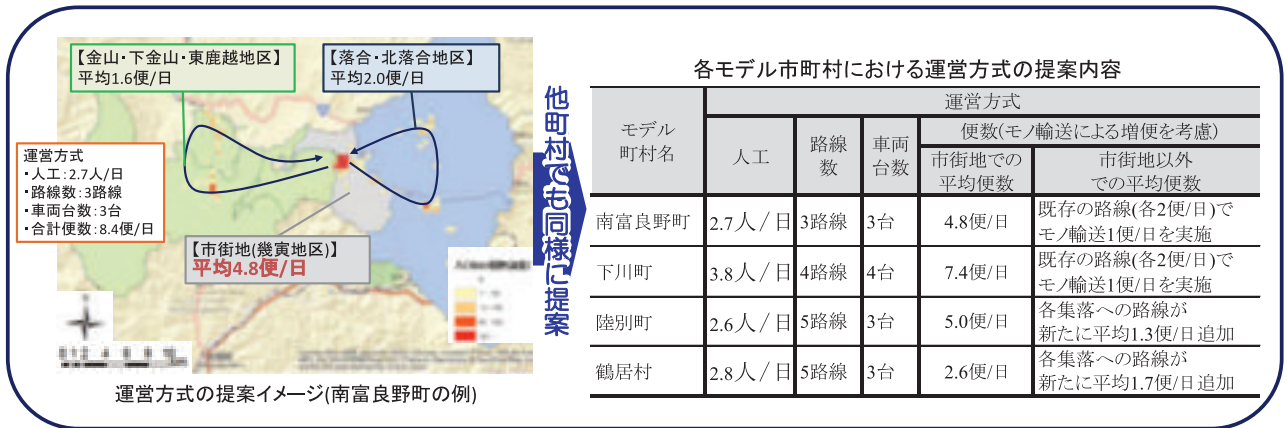 【金山・下金山・東鹿越地区】
平均1.6便/日
【落合・北落合地区】
平均2.0便/日
運営方式
・人工:2.7人/日
・路線数:3路線
・車両台数:3台
・合計便数:8.4便/日
【市街地(幾寅地区)】
平均4.8便/日
運営方式の提案イメージ(南富良野町の例)
他町村でも同様に提案
各モデル市町村における運営方式の提案内容
モデル
町村名
運営方式
人工
路線
数
車両
台数
便数(モノ輸送による増便を考慮)
市街地での
平均便数
市街地以外
での平均便数
南富良野町 2.7人/日 3路線 3台 4.8便/日 既存の路線(各2便/日)で
モノ輸送1便/日を実施
下川町 3.8人/日 4路線 4台 7.4便/日 既存の路線(各2便/日)で
モノ輸送1便/日を実施
陸別町 2.6人/日 5路線 3台 5.0便/日 各集落への路線が
新たに平均1.3便/日追加
鶴居村 2.8人/日 5路線 3台 2.6便/日 各集落への路線が
新たに平均1.7便/日追加